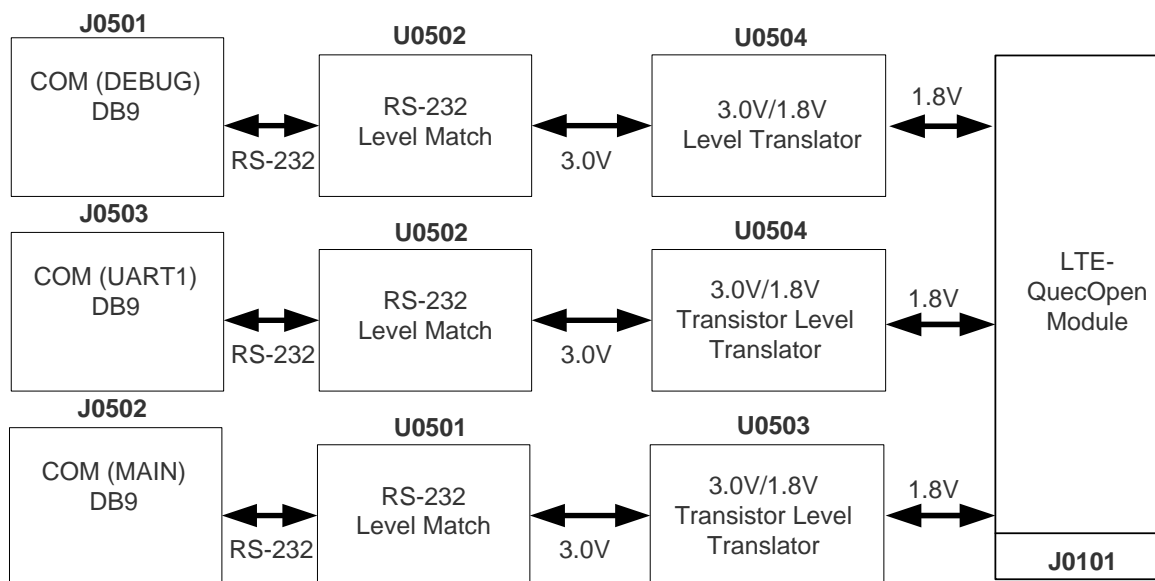 J0501
U0502
U0504
COM (DEBUG)
DB9
RS-232
RS-232
Level Match
3.0V
3.0V/1.8V
Level Translator
1.8V
J0503
U0502
U0504
COM (UART1)
DB9
RS-232
RS-232
Level Match
3.0V
3.0V/1.8V
Transistor Level
Translator
1.8V
LTE-
QuecOpen
Module
J0502
U0501
U0503
COM (MAIN)
DB9
RS-232
RS-232
Level Match
3.0V
3.0V/1.8V
Transistor Level
Translator
1.8V
J0101